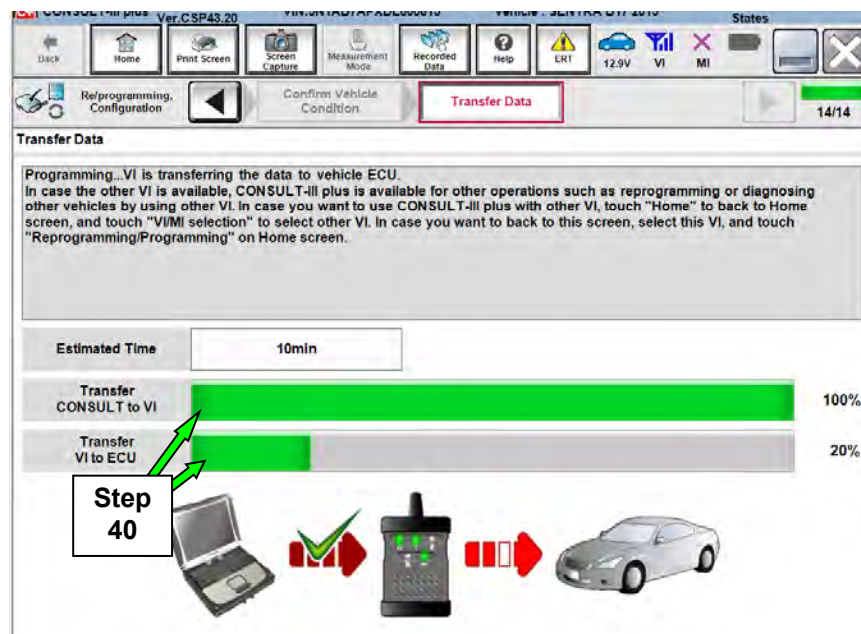 Ver.CSP43.20
States
Back Home Print Screen Screen Capture Measurement Mode Recorded Data Help ERT 12.9V VI MI
Re/programming, Configuration
Confirm Vehicle Condition
Transfer Data
14/14
Transfer Data
Programming...VI is transferring the data to vehicle ECU.
In case the other VI is available, CONSULT-III plus is available for other operations such as reprogramming or diagnosing
other vehicles by using other VI. In case you want to use CONSULT-III plus with other VI, touch "Home" to back to Home
screen, and touch "VI/MI selection" to select other VI. In case you want to back to this screen, select this VI, and touch
"Reprogramming/Programming" on Home screen.
Estimated Time 10min
Transfer
CONSULT to VI
100%
Transfer
VI to ECU
20%
Step
40